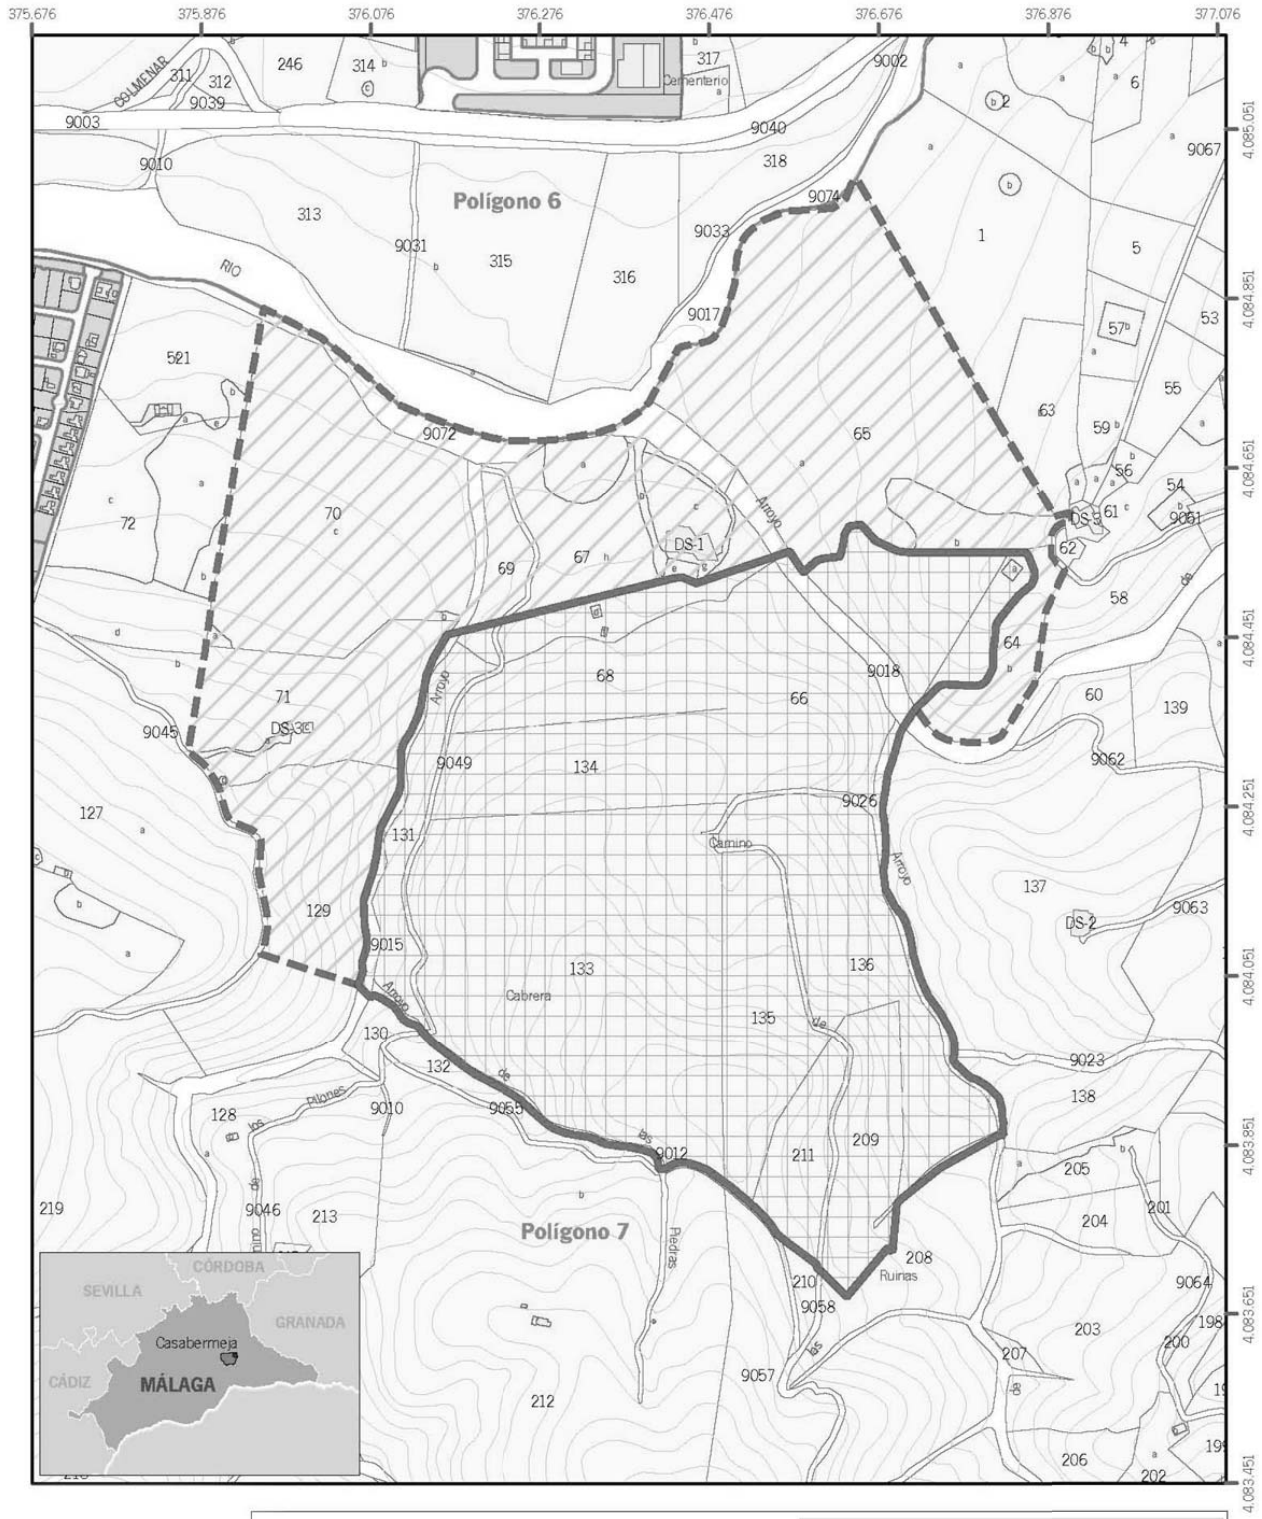 375.676 375.876 376.076 376.276 376.476 376.676 376.876 377.076
COLMENAR 311 312 246 314 b 317 9002 4
c Cementerio a 6
9039 b 2
9003 9040 4.085.051
9010 318 9067
313 Polígono 6 9074 b
9031 315 9033 1 5
RIO b 316
9017 4.084.851
57 b 53
521
55
63
9072 65 59
4.084.651
56
54
72 70 Arroyo 61 9051
c DS-1 DS-3
67 62
69 58
4.084.451
64
68 9018
71 Arroyo 66 60 139
DS-3
9045 9049 134 9062
127 131 9026 4.084.251
Camino
Arroyo
137
129 DS-2 9063
9015 133 136
4.084.051
Arroyo Cabrera 135 de
130
132 9023
de
Pilones 138
128 los 9010 9055
las 209 4.083.851
9012 211
205
de
219 9046 213 b Polígono 7 204 201
Piedras
208
CÓRDOBA 210 Ruinas 9064
SEVILLA 9058 4.083.651
GRANADA 203
Casabermeja las 200
207
CÁDIZ MÁLAGA 9057
212 de
206
202
4.083.451